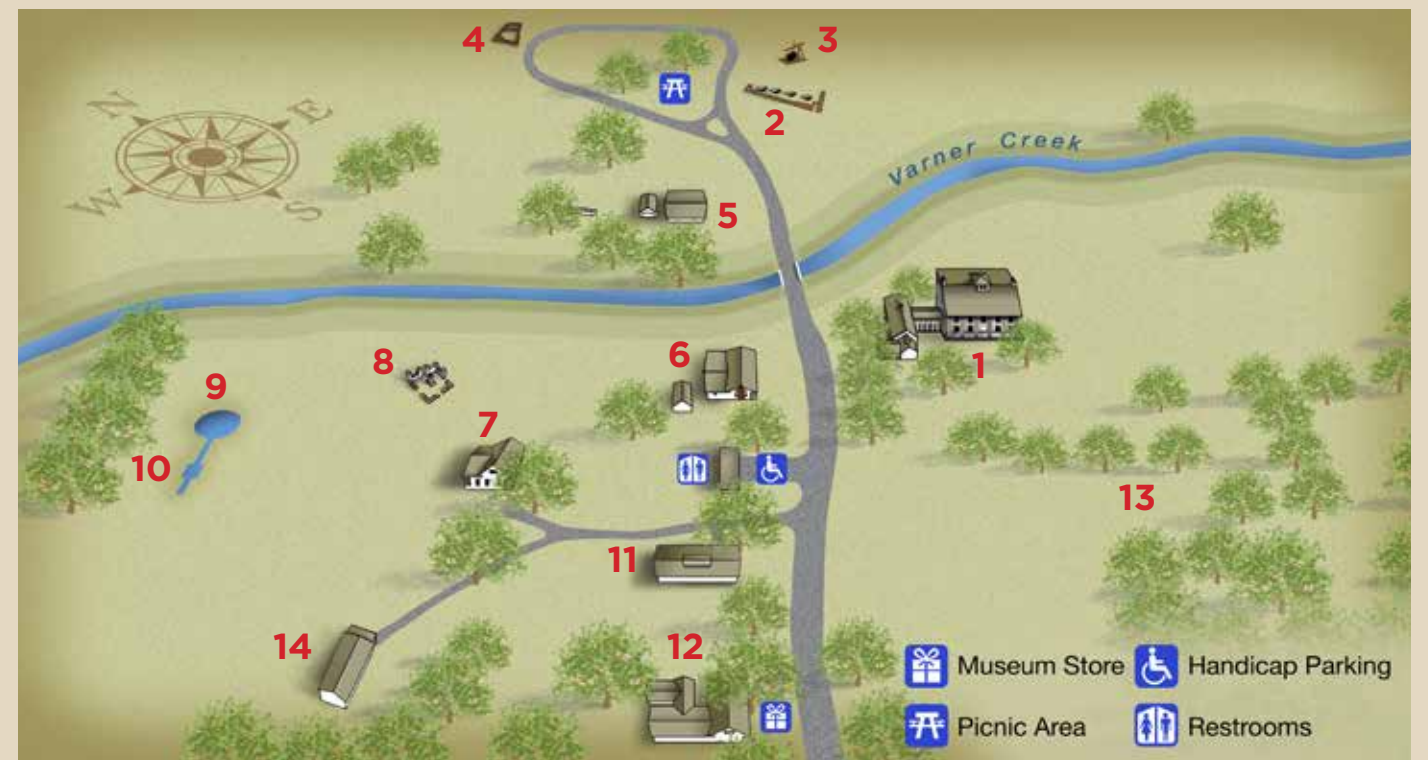 4
3
2
N
E
W
S
Varner Creek
5
1
6
8
9
7
10
13
11
14
12
Museum Store
Handicap Parking
Picnic Area
Restrooms